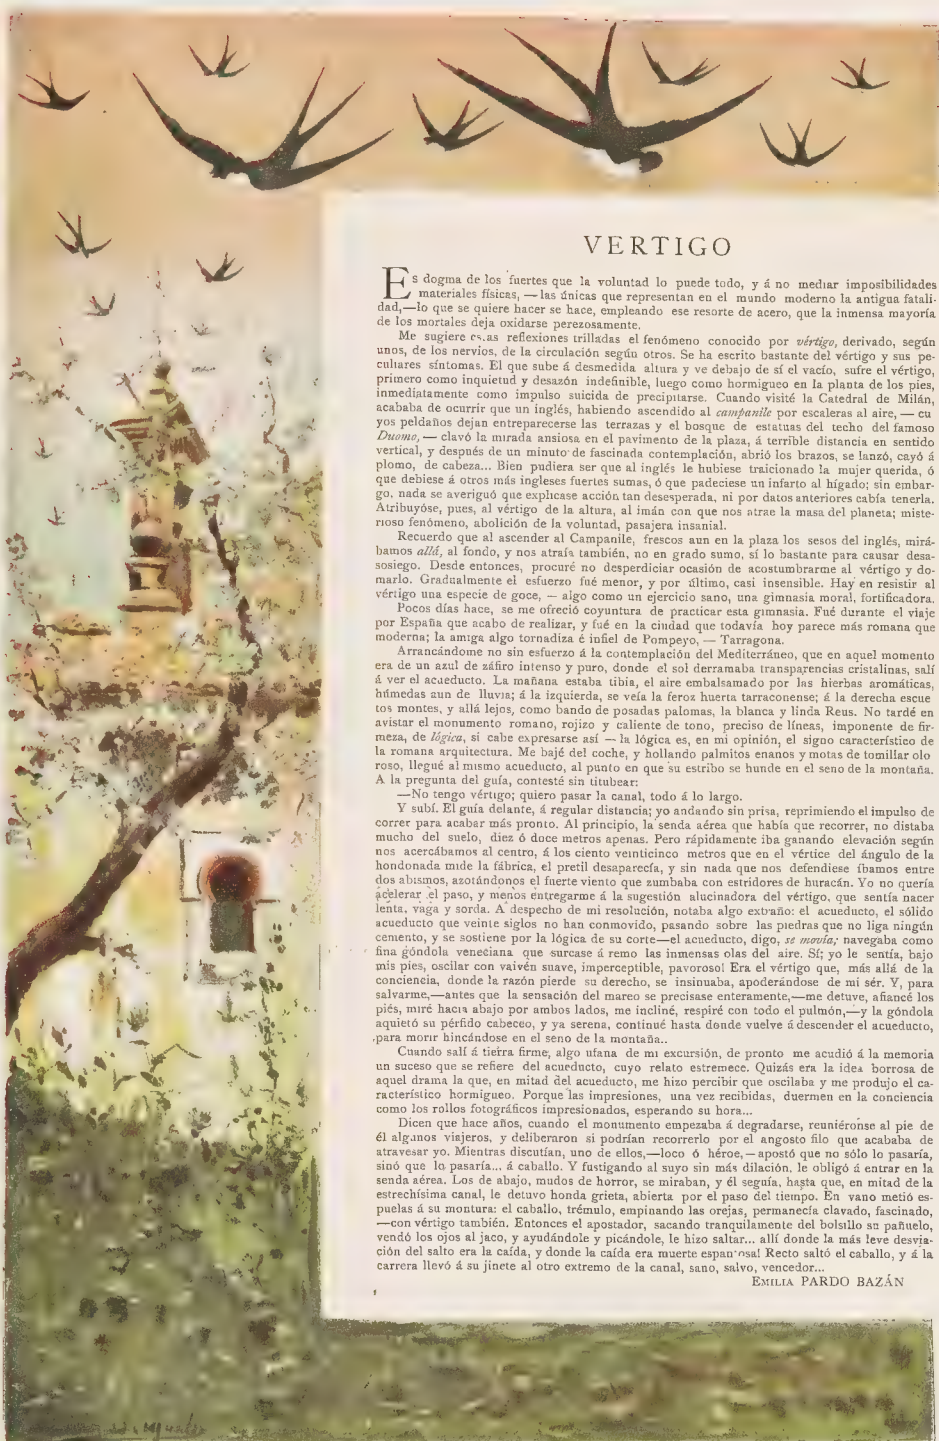 VERTIGO
Es dogma de los fuertes que la voluntad lo puede todo, y á no mediar imposibilidades
materiales físicas, —las únicas que representan en el mundo moderno la antigua fatali-
dad,—lo que se quiere hacer se hace, empleando ese resorte de acero, que la inmensa mayoría
de los mortales deja oxidarse perezosamente.
Me sugiere es.as reflexiones trilladas el fenómeno conocido por vértigo, derivado, según
unos, de los nervios, de la circulación según otros. Se ha escrito bastante del vértigo y sus pe-
culiares síntomas. El que sube á desmedida altura y ve debajo de sí el vacío, sufre el vértigo,
primero como inquietud y desazón indefinible, luego como hormigueo en la planta de los pies,
inmediatamente como impulso suicida de precipitarse. Cuando visité la Catedral de Milán,
acababa de ocurrir que un inglés, habiendo ascendido al campanile por escaleras al aire, — cu
yos peldaños dejan entreparecerse las terrazas y el bosque de estatuas del techo del famoso
Duomo, — clavó la mirada ansiosa en el pavimento de la plaza, á terrible distancia en sentido
vertical, y después de un minuto de fascinada contemplación, abrió los brazos, se lanzó, cayó á
plomo, de cabeza... Bien pudiera ser que al inglés le hubiese traicionado la mujer querida, ó
que debiese á otros más ingleses fuertes sumas, ó que padeciese un infarto al hígado; sin embar-
go, nada se averiguó que explicase acción tan desesperada, ni por datos anteriores cabía tenerla.
Atribuyóse, pues, al vértigo de la altura, al imán con que nos atrae la masa del planeta; miste-
rioso fenómeno, abolición de la voluntad, pasajera insania!.
Recuerdo que al ascender al Campanile, frescos aun en la plaza los sesos del inglés, mirá-
bamos allá, al fondo, y nos atraía también, no en grado sumo, sí lo bastante para causar desa-
sosiego. Desde entonces, procuré no desperdiciar ocasión de acostumbrarme al vértigo y do-
marlo. Gradualmente el esfuerzo fué menor, y por último, casi insensible. Hay en resistir al
vértigo una especie de goce, — algo como un ejercicio sano, una gimnasia moral, fortificadora.
Pocos días hace, se me ofreció coyuntura de practicar esta gimnasia. Fué durante el viaje
por España que acabo de realizar, y fué en la ciudad que todavía hoy parece más romana que
moderna; la amiga algo tornadiza é infiel de Pompeyo, — Tarragona.
Arrancándome no sin esfuerzo á la contemplación del Mediterráneo, que en aquel momento
era de un azul de záfiro intenso y puro, donde el sol derramaba transparencias cristalinas, salí
á ver el acueducto. La mañana estaba tibia, el aire embalsamado por las hierbas aromáticas,
húmedas aun de lluvia; á la izquierda, se veía la feroz huerta tarraconense; á la derecha escue
tos montes, y allá lejos, como bando de posadas palomas, la blanca y linda Reus. No tardé en
avistar el monumento romano, rojizo y caliente de tono, preciso de líneas, imponente de fir-
meza, de lógica, si cabe expresarse así — la lógica es, en mi opinión, el signo característico de
la romana arquitectura. Me bajé del coche, y hollando palmitos enanos y motas de tomillar olo
roso, llegué al mismo acueducto, al punto en que su estribo se hunde en el seno de la montaña.
A la pregunta del guía, contesté sin titubear:
—No tengo vértigo; quiero pasar la canal, todo á lo largo.
Y subí. El guía delante, á regular distancia; yo andando sin prisa, reprimiendo el impulso de
correr para acabar más pronto. Al principio, la senda aérea que había que recorrer, no distaba
mucho del suelo, diez ó doce metros apenas. Pero rápidamente iba ganando elevación según
nos acercábamos al centro, á los ciento veinticinco metros que en el vértice del ángulo de la
hondonada mide la fábrica, el pretil desaparecía, y sin nada que nos defendiese íbamos entre
dos abismos, azotándonos el fuerte viento que zumbaba con estridores de huracán. Yo no quería
acelerar el paso, y menos entregarme á la sugestión alucinadora del vértigo, que sentía nacer
lenta, vaga y sorda. A despecho de mi resolución, notaba algo extraño: el acueducto, el sólido
acueducto que veinte siglos no han conmovido, pasando sobre las piedras que no liga ningún
cemento, y se sostiene por la lógica de su corte—el acueducto, digo, se movía; navegaba como
fina góndola veneciana que surcase á remo las inmensas olas del aire. Sí; yo le sentía, bajo
mis pies, oscilar con vaivén suave, imperceptible, pavoroso! Era el vértigo que, más allá de la
conciencia, donde la razón pierde su derecho, se insinuaba, apoderándose de mi sér. Y, para
salvarme,—antes que la sensación del mareo se precisase enteramente,—me detuve, afiancé los
piés, miré hacia abajo por ambos lados, me incliné, respiré con todo el pulmón,—y la góndola
aquietó su pérfido cabeceo, y ya serena, continué hasta donde vuelve á descender el acueducto,
para morir hincándose en el seno de la montaña..
Cuando salí á tierra firme, algo ufana de mi excursión, de pronto me acudió á la memoria
un suceso que se refiere del acueducto, cuyo relato estremece. Quizás era la idea borrosa de
aquel drama la que, en mitad del acueducto, me hizo percibir que oscilaba y me produjo el ca-
racterístico hormigueo. Porque las impresiones, una vez recibidas, duermen en la conciencia
como los rollos fotográficos impresionados, esperando su hora...
Dicen que hace años, cuando el monumento empezaba á degradarse, reuniéronse al pie de
él algunos viajeros, y deliberaron si podrían recorrerlo por el angosto filo que acababa de
atravesar yo. Mientras discutían, uno de ellos,—loco ó héroe,—apostó que no sólo lo pasaría,
sinó que lo pasaría... á caballo. Y fustigando al suyo sin más dilación, le obligó á entrar en la
senda aérea. Los de abajo, mudos de horror, se miraban, y él seguía, hasta que, en mitad de la
estrechísima canal, le detuvo honda grieta, abierta por el paso del tiempo. En vano metió es-
puelas á su montura: el caballo, trémulo, empinando las orejas, permanecía clavado, fascinado,
—con vértigo también. Entonces el apostador, sacando tranquilamente del bolsillo su pañuelo,
vendó los ojos al jaco, y ayudándole y picándole, le hizo saltar... allí donde la más leve desvia-
ción del salto era la caída, y donde la caída era muerte espantosa! Recto saltó el caballo, y á la
carrera llevó á su jinete al otro extremo de la canal, sano, salvo, vencedor...
EMILIA PARDO BAZÁN